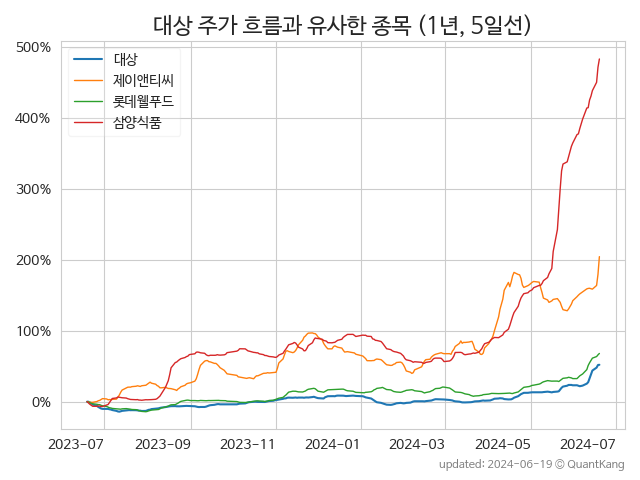 대상 주가 흐름과 유사한 종목 (1년, 5일선)
500%
400%
300%
200%
100%
0%
대상
제이앤티씨
롯데웰푸드
삼양식품
2023-07 2023-09 2023-11 2024-01 2024-03 2024-05 2024-07
updated: 2024-06-19 © QuantKang